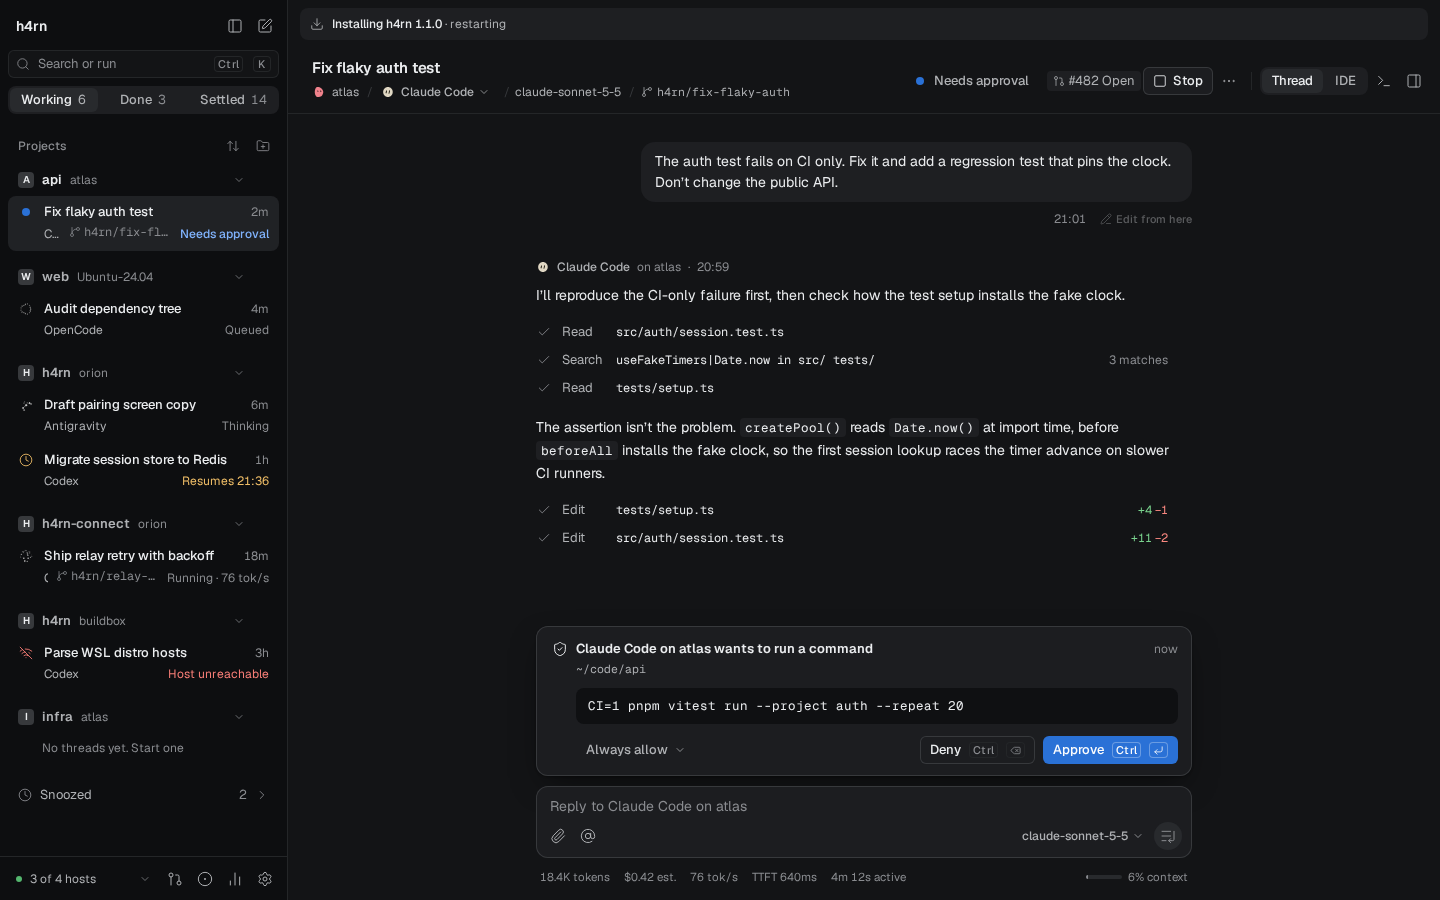 h4rn
Search or run Ctrl K
Working 6 Done 3 Settled 14
Projects
A api atlas
Fix flaky auth test 2m
C… h4rn/fix-fl… Needs approval
W web Ubuntu-24.04
Audit dependency tree 4m
OpenCode Queued
H h4rn orion
Draft pairing screen copy 6m
Antigravity Thinking
Migrate session store to Redis 1h
Codex Resumes 21:36
H h4rn-connect orion
Ship relay retry with backoff 18m
h4rn/relay-… Running · 76 tok/s
H h4rn buildbox
Parse WSL distro hosts 3h
Codex Host unreachable
I infra atlas
No threads yet. Start one
Snoozed 2
3 of 4 hosts
Installing h4rn 1.1.0 · restarting
Fix flaky auth test
atlas / Claude Code / claude-sonnet-5-5 / h4rn/fix-flaky-auth
Needs approval #482 Open Stop Thread IDE
The auth test fails on CI only. Fix it and add a regression test that pins the clock.
Don’t change the public API.
21:01 Edit from here
Claude Code on atlas · 20:59
I’ll reproduce the CI-only failure first, then check how the test setup installs the fake clock.
Read src/auth/session.test.ts
Search useFakeTimers|Date.now in src/ tests/ 3 matches
Read tests/setup.ts
The assertion isn’t the problem. createPool() reads Date.now() at import time, before
beforeAll installs the fake clock, so the first session lookup races the timer advance on slower
CI runners.
Edit tests/setup.ts +4 −1
Edit src/auth/session.test.ts +11 −2
Claude Code on atlas wants to run a command now
~/code/api
CI=1 pnpm vitest run --project auth --repeat 20
Always allow Deny Ctrl Approve Ctrl
Reply to Claude Code on atlas
claude-sonnet-5-5
18.4K tokens $0.42 est. 76 tok/s TTFT 640ms 4m 12s active 6% context